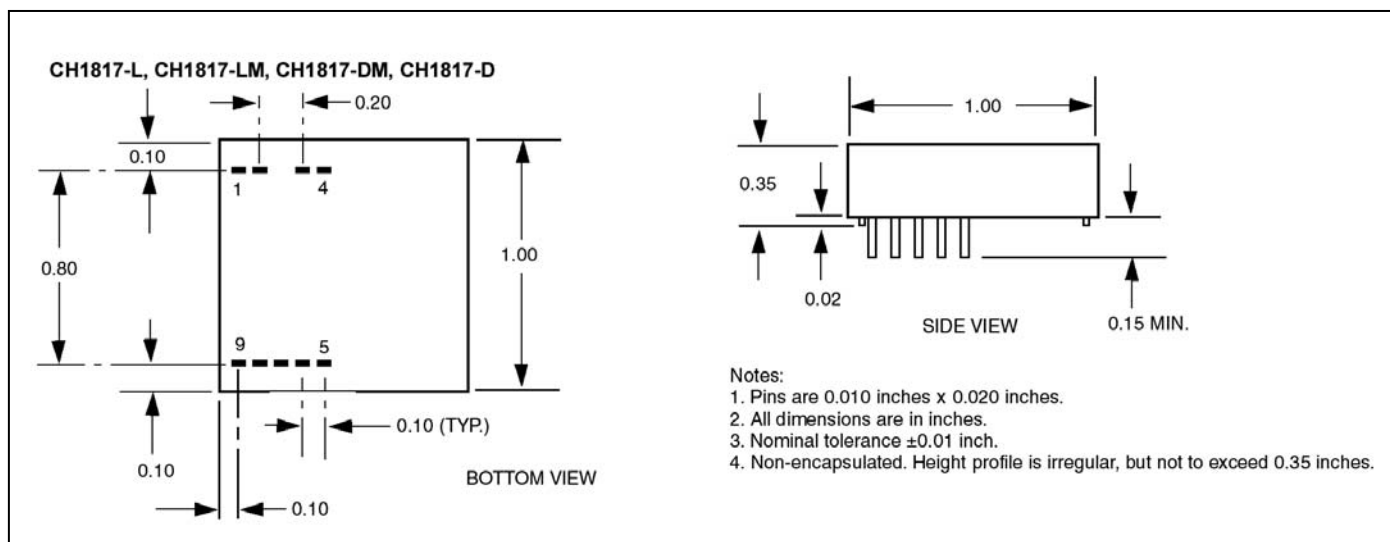 CH1817-L, CH1817-LM, CH1817-DM, CH1817-D
0.20
0.10
1
4
0.80
1.00
9
5
0.10 (TYP.)
0.10
BOTTOM VIEW
0.10
1.00
0.35
0.02
SIDE VIEW
0.15 MIN.
Notes:
1. Pins are 0.010 inches x 0.020 inches.
2. All dimensions are in inches.
3. Nominal tolerance ±0.01 inch.
4. Non-encapsulated. Height profile is irregular, but not to exceed 0.35 inches.